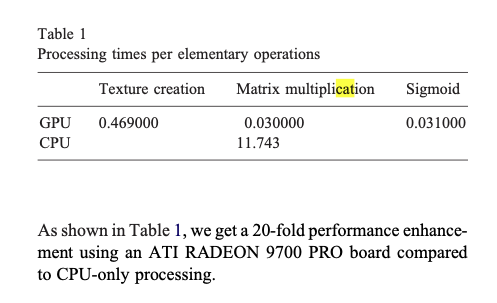 Table 1
Processing times per elementary operations
Texture creation Matrix multiplication Sigmoid
GPU 0.469000 0.030000 0.031000
CPU 11.743
As shown in Table 1, we get a 20-fold performance enhance-
ment using an ATI RADEON 9700 PRO board compared
to CPU-only processing.